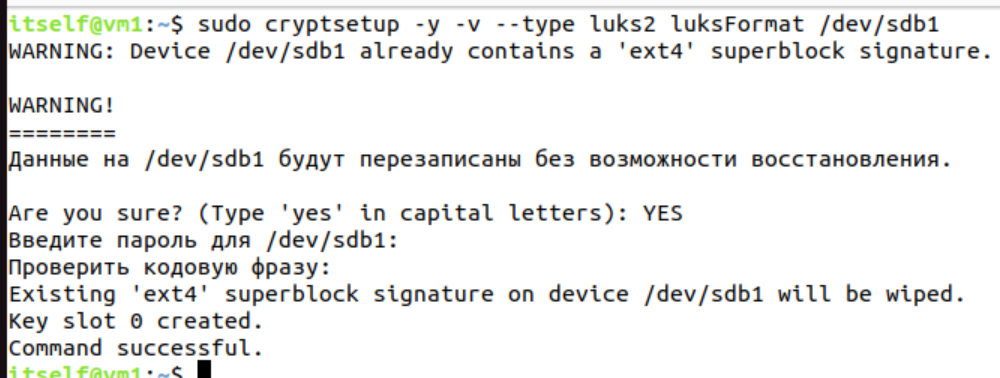 itself@vm1:~$ sudo cryptsetup -y -v --type luks2 luksFormat /dev/sdb1
WARNING: Device /dev/sdb1 already contains a 'ext4' superblock signature.
WARNING!
========
Данные на /dev/sdb1 будут перезаписаны без возможности восстановления.
Are you sure? (Type 'yes' in capital letters): YES
Введите пароль для /dev/sdb1:
Проверить кодовую фразу:
Existing 'ext4' superblock signature on device /dev/sdb1 will be wiped.
Key slot 0 created.
Command successful.
itself@vm1:~$